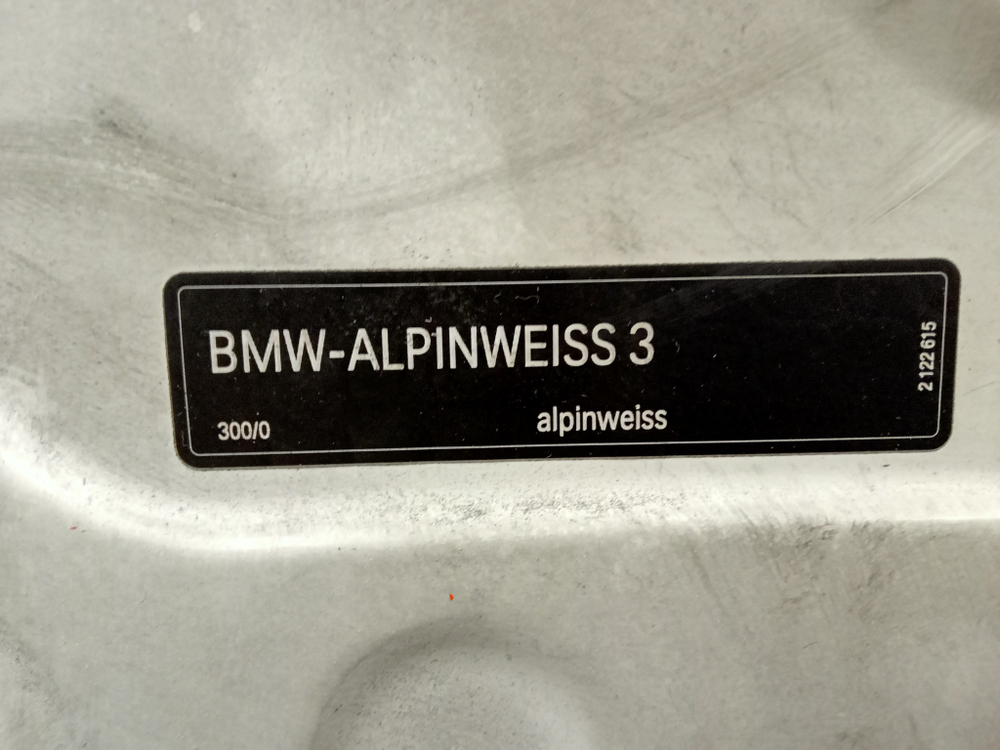 BMW-ALPINWEISS 3
300/0
alpinweiss
2 122 615